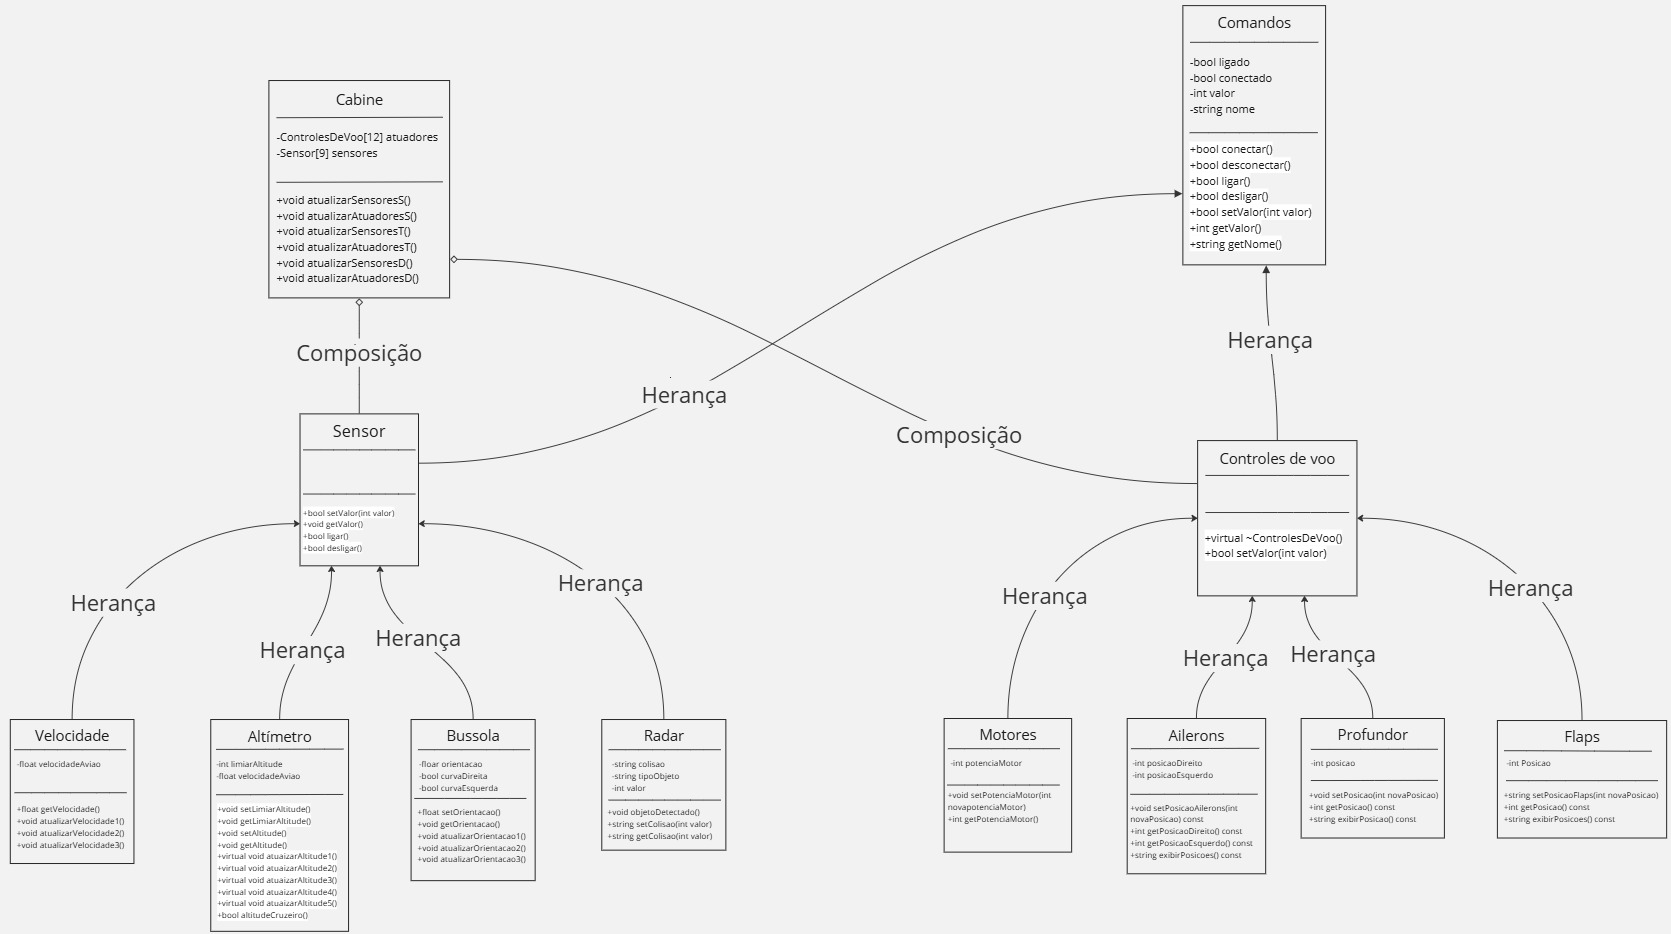 Comandos
-bool ligado
-bool conectado
-int valor
-string nome
+bool conectar()
+bool desconectar()
+bool ligar()
+bool desligar()
+bool setValor(int valor)
+int getValor()
+string getNome()
Cabine
-ControlesDeVoo[12] atuadores
-Sensor[9] sensores
+void atualizarSensoresS()
+void atualizarAtuadoresS()
+void atualizarSensoresT()
+void atualizarAtuadoresT()
+void atualizarSensoresD()
+void atualizarAtuadoresD()
Composição
Herança
Composição
Herança
Sensor
+bool setValor(int valor)
+void getValor()
+bool ligar()
+bool desligar()
Controles de voo
+virtual ~ControlesDeVoo()
+bool setValor(int valor)
Herança
Herança
Herança
Herança
Herança
Herança
Herança
Herança
Velocidade
-float velocidadeAviao
+float getVelocidade()
+void atualizarVelocidade1()
+void atualizarVelocidade2()
+void atualizarVelocidade3()
Altímetro
-int limiarAltitude
-float velocidadeAviao
+void setLimiarAltitude()
+void getLimiarAltitude()
+void setAltitude()
+void getAltitude()
+virtual void atuaizarAltitude1()
+virtual void atuaizarAltitude2()
+virtual void atuaizarAltitude3()
+virtual void atuaizarAltitude4()
+virtual void atuaizarAltitude5()
+bool altitudeCruzeiro()
Bussola
-floar orientacao
-bool curvaDireita
-bool curvaEsquerda
+float setOrientacao()
+void getOrientacao()
+void atualizarOrientacao1()
+void atualizarOrientacao2()
+void atualizarOrientacao3()
Radar
-string colisao
-string tipoObjeto
-int valor
+void objetoDetectado()
+string setColisao(int valor)
+string getColisao(int valor)
Motores
-int potenciaMotor
+void setPotenciaMotor(int
novapotenciaMotor)
+int getPotenciaMotor()
Ailerons
-int posicaoDireito
-int posicaoEsquerdo
+void setPosicaoAilerons(int
novaPosicao) const
+int getPosicaoDireito() const
+int getPosicaoEsquerdo() const
+string exibirPosicoes() const
Profundor
-int posicao
+void setPosicao(int novaPosicao)
+int getPosicao() const
+string exibirPosicao() const
Flaps
-int Posicao
+string setPosicaoFlaps(int novaPosicao)
+int getPosicao() const
+string exibirPosicoes() const